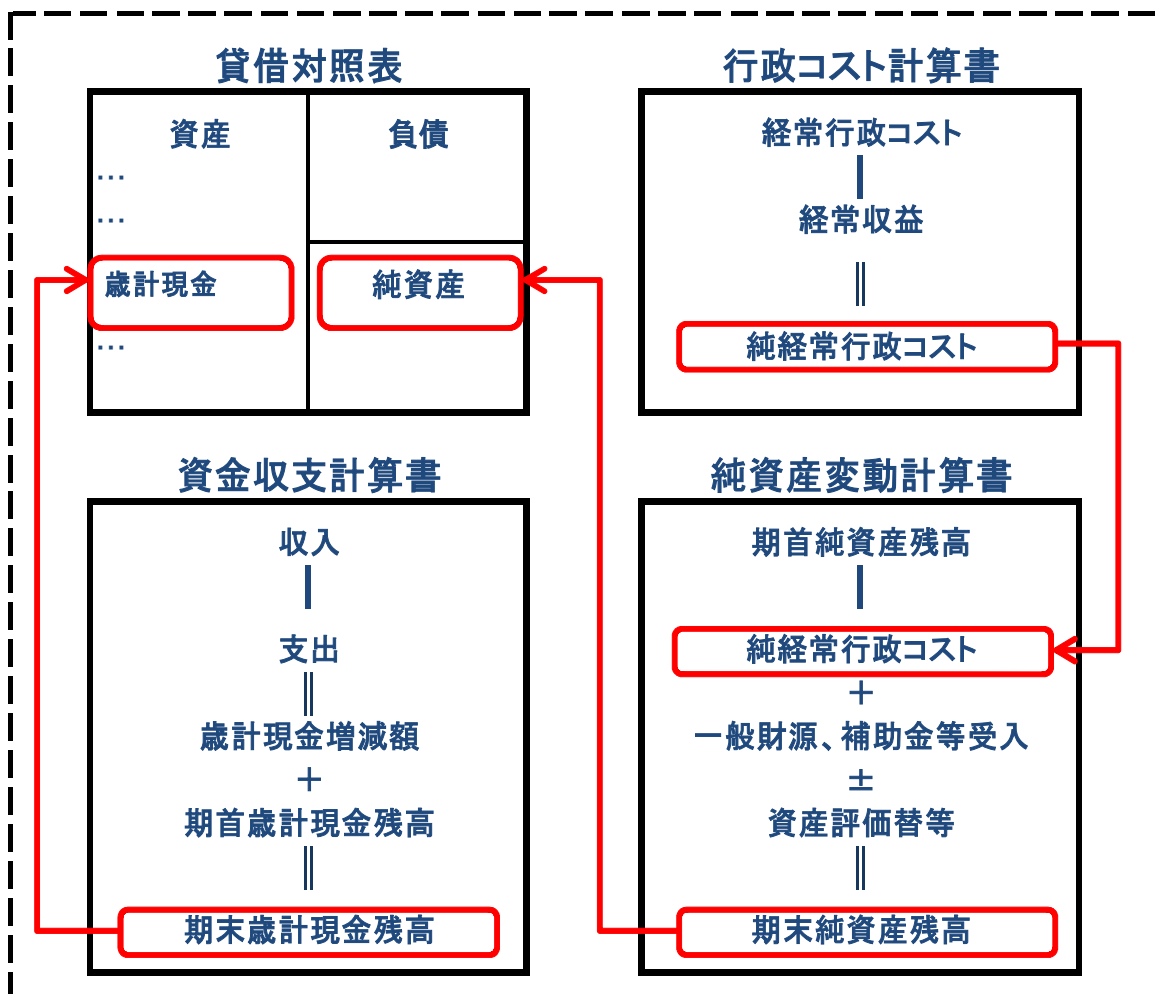 貸借対照表
資産
負債
…
…
歳計現金
純資産
…
行政コスト計算書
経常行政コスト
|
経常収益
||
純経常行政コスト
資金収支計算書
収入
|
支出
||
歳計現金増減額
+
期首歳計現金残高
||
期末歳計現金残高
純資産変動計算書
期首純資産残高
|
純経常行政コスト
+
一般財源、補助金等受入
±
資産評価替等
||
期末純資産残高